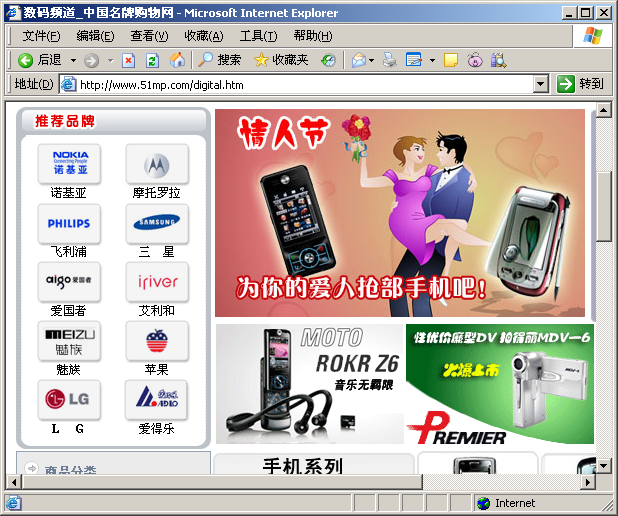 数码频道_中国名牌购物网 - Microsoft Internet Explorer
文件(F) 编辑(E) 查看(V) 收藏(A) 工具(T) 帮助(H)
后退 搜索 收藏夹
地址(D) http://www.51mp.com/digital.htm 转到
推荐品牌
NOKIA
Connecting People
诺基亚
诺基亚 摩托罗拉
PHILIPS SAMSUNG
飞利浦 三 星
aigo 爱国者 iriver
爱国者 艾利和
MEIZU
魅族
魅族 苹果
LG ADIO
L G 爱得乐
商品分类
情人节
为你的爱人抢部手机吧!
MOTO
ROKR Z6
音乐无羁限
性优价廉型DV 拍得丽MDV—6
火爆上市
PREMIER
手机系列
Internet